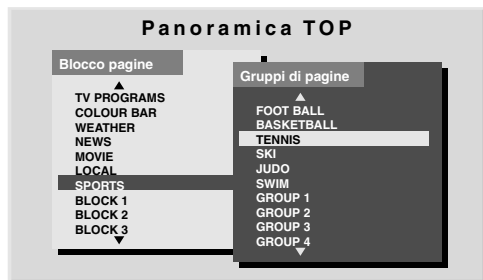 Panoramica TOP
Blocco pagine
TV PROGRAMS
COLOUR BAR
WEATHER
NEWS
MOVIE
LOCAL
SPORTS
BLOCK 1
BLOCK 2
BLOCK 3
Gruppi di pagine
FOOT BALL
BASKETBALL
TENNIS
SKI
JUDO
SWIM
GROUP 1
GROUP 2
GROUP 3
GROUP 4